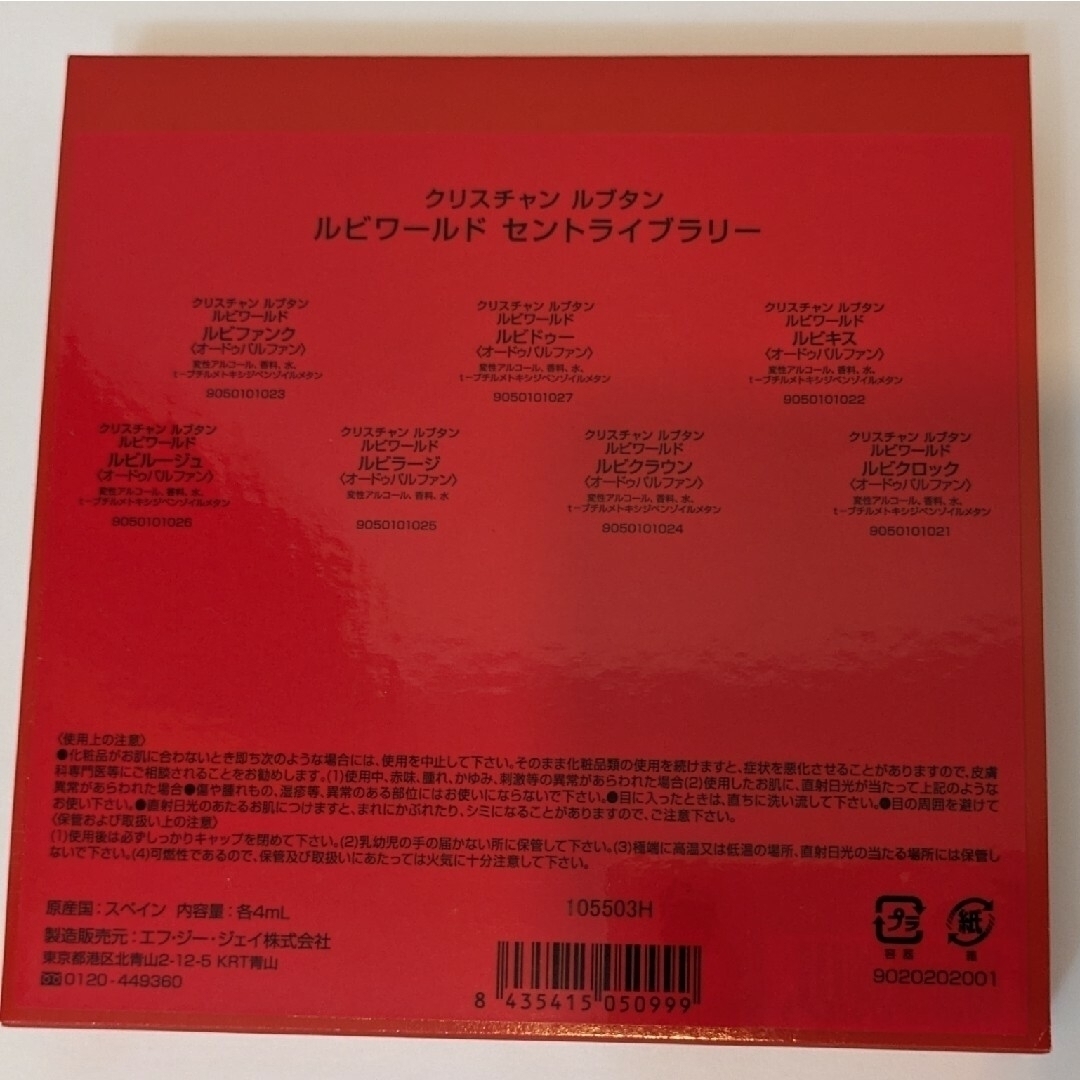 クリスチャン ルブタン
ルビワールド セントライブラリー
クリスチャン ルブタン
ルビワールド
ルビファンク
〈オードゥパルファン〉
変性アルコール、香料、水、
t－ブチルメトキシジベンゾイルメタン
9050101023
クリスチャン ルブタン
ルビワールド
ルビドゥー
〈オードゥパルファン〉
変性アルコール、香料、水、
t－ブチルメトキシジベンゾイルメタン
9050101027
クリスチャン ルブタン
ルビワールド
ルビキス
〈オードゥパルファン〉
変性アルコール、香料、水、
t－ブチルメトキシジベンゾイルメタン
9050101022
クリスチャン ルブタン
ルビワールド
ルビルージュ
〈オードゥパルファン〉
変性アルコール、香料、水、
t－ブチルメトキシジベンゾイルメタン
9050101026
クリスチャン ルブタン
ルビワールド
ルビラージ
〈オードゥパルファン〉
変性アルコール、香料、水
9050101025
クリスチャン ルブタン
ルビワールド
ルビクラウン
〈オードゥパルファン〉
変性アルコール、香料、水、
t－ブチルメトキシジベンゾイルメタン
9050101024
クリスチャン ルブタン
ルビワールド
ルビクロック
〈オードゥパルファン〉
変性アルコール、香料、水、
t－ブチルメトキシジベンゾイルメタン
9050101021
〈使用上の注意〉
●化粧品がお肌に合わないとき即ち次のような場合には、使用を中止して下さい。そのまま化粧品類の使用を続けますと、症状を悪化させることがありますので、皮膚
科専門医等にご相談されることをお勧めします。(1)使用中、赤味、腫れ、かゆみ、刺激等の異常があらわれた場合(2)使用したお肌に、直射日光が当たって上記のような
異常があらわれた場合●傷や腫れもの、湿疹等、異常のある部位にはお使いにならないで下さい。●目に入ったときは、直ちに洗い流して下さい。●目の周囲を避けて
お使い下さい。●直射日光のあたるお肌につけますと、まれにかぶれたり、シミになることがありますので、ご注意下さい。
〈保管および取扱い上の注意〉
(1)使用後は必ずしっかりキャップを閉めて下さい。(2)乳幼児の手の届かない所に保管して下さい。(3)極端に高温又は低温の場所、直射日光の当たる場所には保管し
ないで下さい。(4)可燃性であるので、保管及び取扱いにあたっては火気に十分注意して下さい。
原産国：スペイン 内容量：各4mL
製造販売元：エフ・ジー・ジェイ株式会社
東京都港区北青山2-12-5 KRT青山
0120-449360
105503H
8 435415 050999
プラ
容器
紙
箱
9020202001